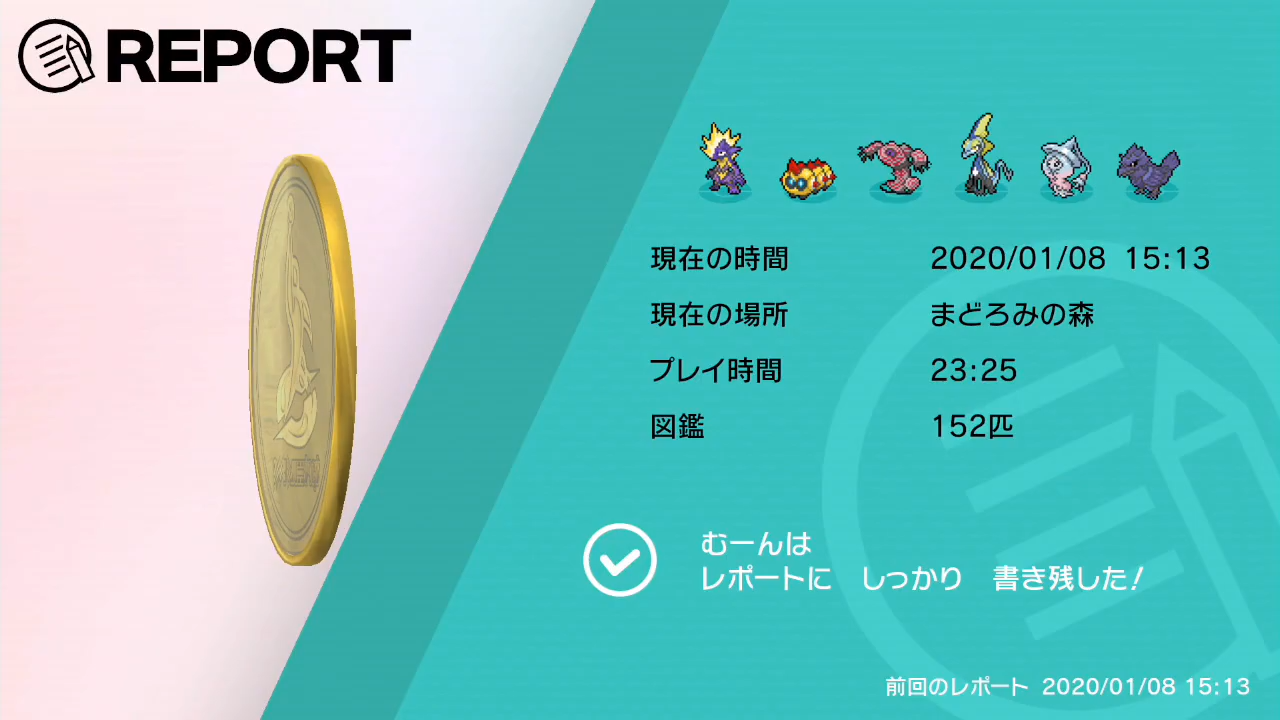 REPORT
現在の時間 2020/01/08 15:13
現在の場所 まどろみの森
プレイ時間 23:25
図鑑 152匹
むーんは
レポートに しっかり 書き残した!
前回のレポート 2020/01/08 15:13